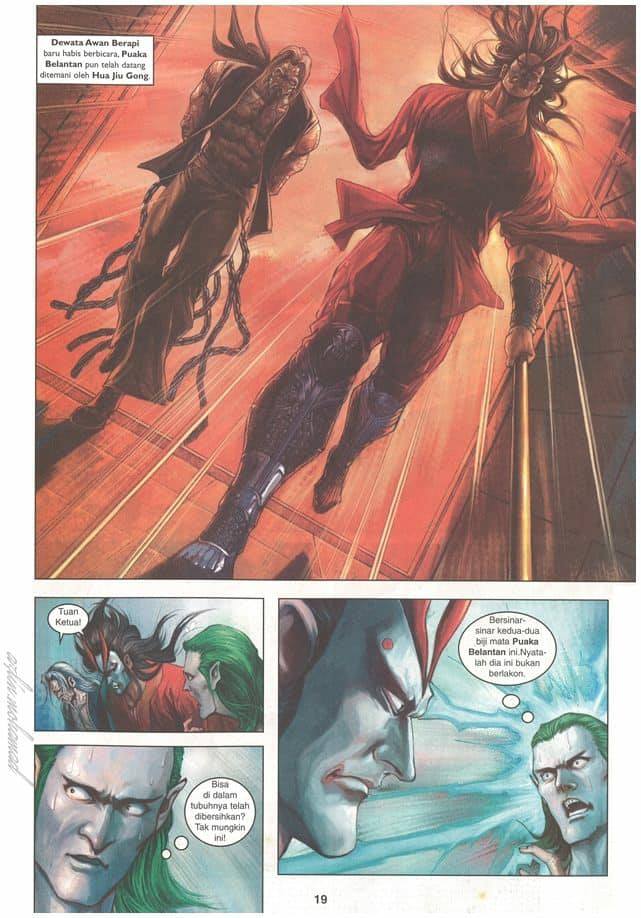 Dewata Awan Berapi
baru habis berbicara, Puaka
Belantan pun telah datang
ditemani oleh Hua Jiu Gong.
Tuan
Ketua!
Bersinar-
sinar kedua-dua
biji mata Puaka
Belantan ini.Nyata-
lah dia ini bukan
berlakon.
Bisa
di dalam
tubuhnya telah
dibersihkan?
Tak mungkin
ini!
19